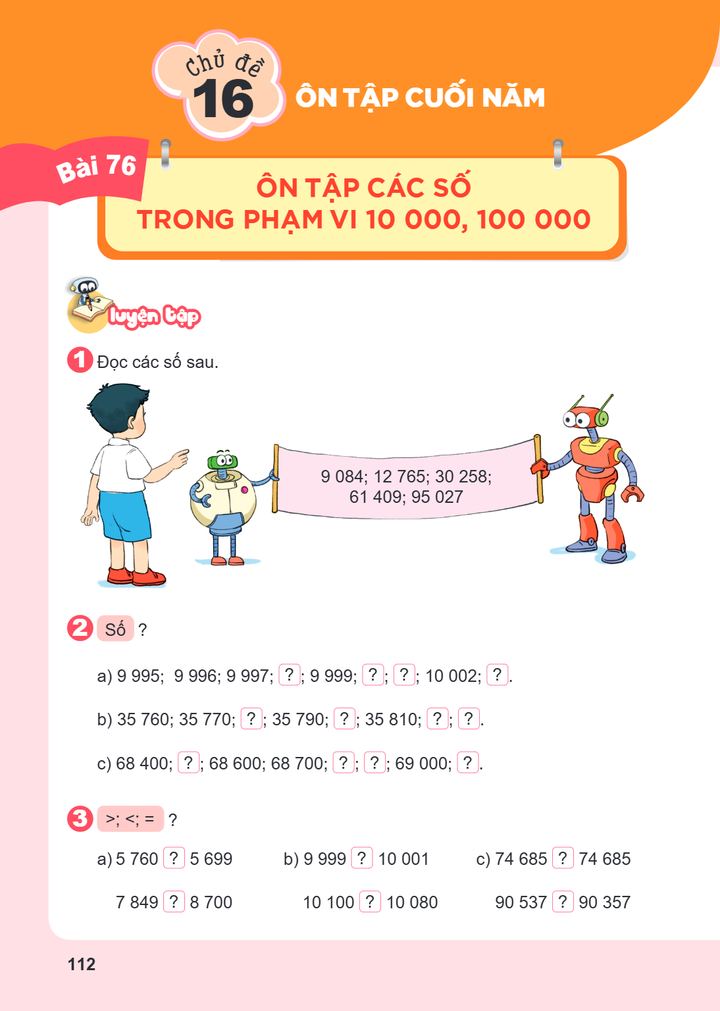 Chủ đề
16
ÔN TẬP CUỐI NĂM
Bài 76
ÔN TẬP CÁC SỐ
TRONG PHẠM VI 10 000, 100 000
luyện tập
1 Đọc các số sau.
9 084; 12 765; 30 258;
61 409; 95 027
2 Số ?
a) 9 995; 9 996; 9 997; ? ; 9 999; ? ; ? ; 10 002; ? .
b) 35 760; 35 770; ? ; 35 790; ? ; 35 810; ? ; ? .
c) 68 400; ? ; 68 600; 68 700; ? ; ? ; 69 000; ? .
3 >; <; = ?
a) 5 760 ? 5 699 b) 9 999 ? 10 001 c) 74 685 ? 74 685
7 849 ? 8 700 10 100 ? 10 080 90 537 ? 90 357
112